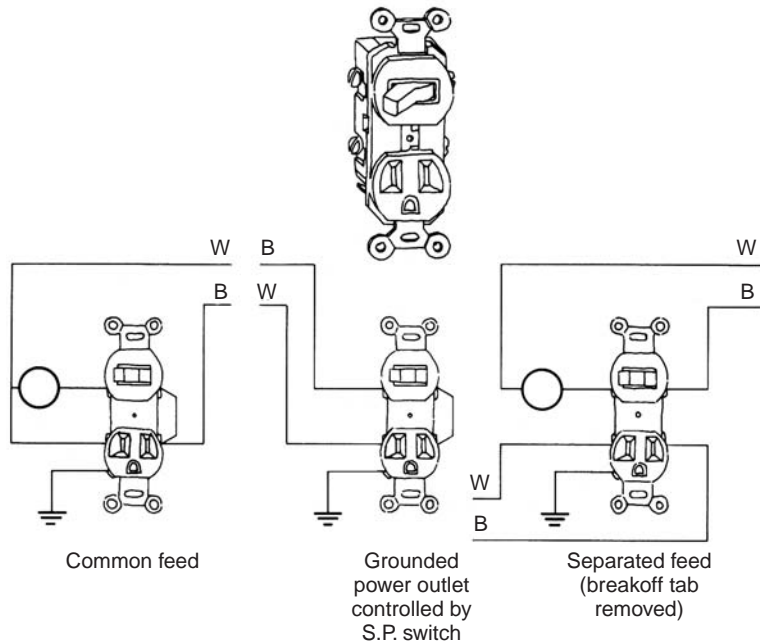 W B
B W
W
B
W
B
Common feed
Grounded
power outlet
controlled by
S.P. switch
Separated feed
(breakoff tab
removed)